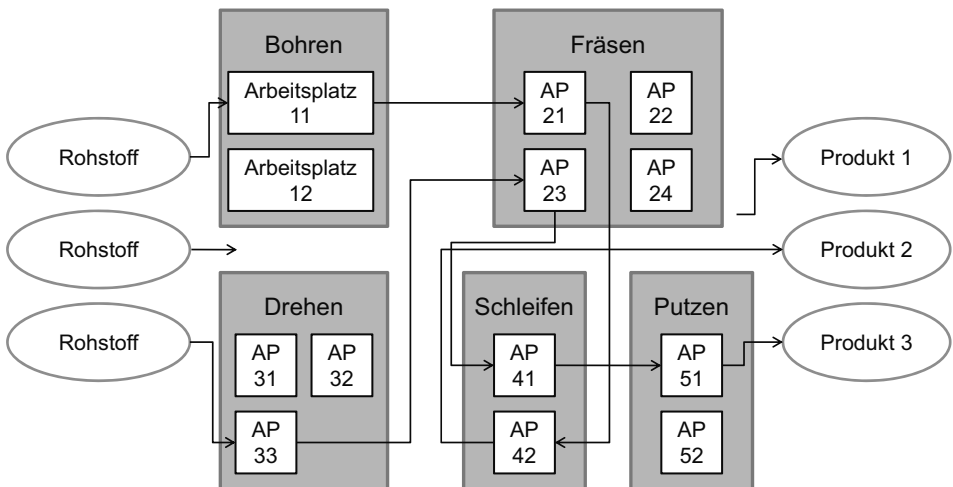 Bohren
Fräsen
Arbeitsplatz
11
Arbeitsplatz
12
AP
21
AP
22
AP
23
AP
24
Rohstoff
Rohstoff
Rohstoff
Produkt 1
Produkt 2
Produkt 3
Drehen
AP
31
AP
32
AP
33
Schleifen
AP
41
AP
42
Putzen
AP
51
AP
52